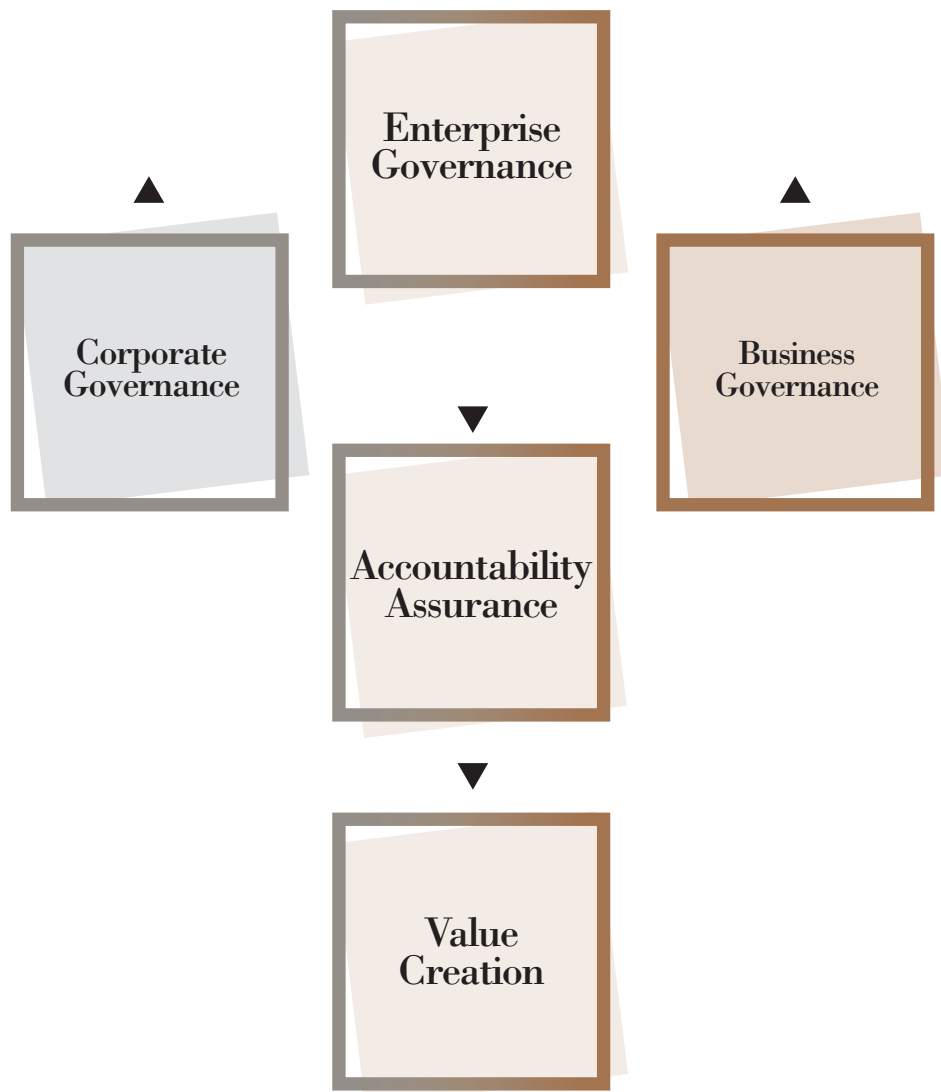 Enterprise
Governance
Corporate
Governance
Business
Governance
Accountability
Assurance
Value
Creation